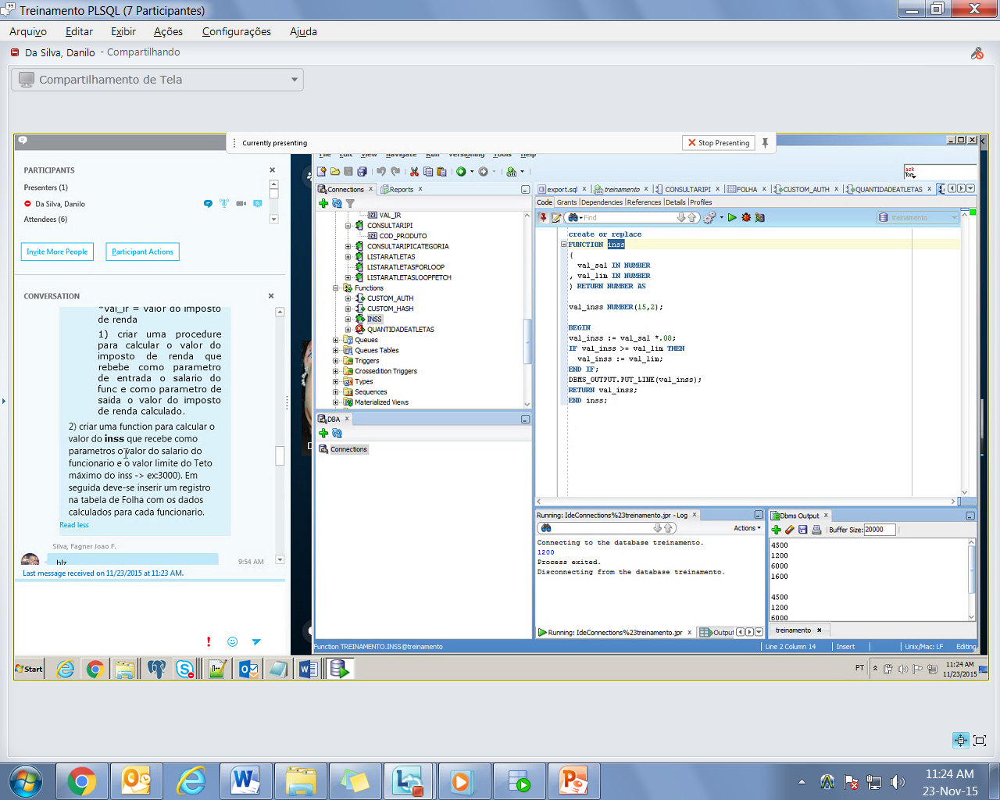 Treinamento PLSQL (7 Participantes)
Arquivo Editar Exibir Ações Configurações Ajuda
Da Silva, Danilo - Compartilhando
Compartilhamento de Tela
Currently presenting
Stop Presenting
PARTICIPANTS
Presenters (1)
Da Silva, Danilo
Attendees (6)
Invite More People
Participant Actions
CONVERSATION
*val_ir = valor do imposto
de renda
1) criar uma procedure
para calcular o valor do
imposto de renda que
rebebe como parametro
de entrada o salario do
func e como parametro de
saida o valor do imposto
de renda calculado.
2) criar uma function para calcular o
valor do inss que recebe como
parametros o valor do salario do
funcionario e o valor limite do Teto
máximo do inss -> ex:3000). Em
seguida deve-se inserir um registro
na tabela de Folha com os dados
calculados para cada funcionario.
Read less
Silva, Fagner Joao F.
blz
9:54 AM
Last message received on 11/23/2015 at 11:23 AM.
File Edit View Navigate Run Versioning Tools Help
Connections
Reports
VAL_IR
CONSULTARIPI
COD_PRODUTO
CONSULTARIPICATEGORIA
LISTARATLETAS
LISTARATLETASFORLOOP
LISTARATLETASLOOPFETCH
Functions
CUSTOM_AUTH
CUSTOM_HASH
INSS
QUANTIDADEATLETAS
Queues
Queues Tables
Triggers
Crossedition Triggers
Types
Sequences
Materialized Views
DBA
Connections
export.sql
treinamento
CONSULTARIPI
FOLHA
CUSTOM_AUTH
QUANTIDADEATLETAS
Code Grants Dependencies References Details Profiles
Find
treinamento
create or replace
FUNCTION inss
(
val_sal IN NUMBER
, val_lim IN NUMBER
) RETURN NUMBER AS
val_inss NUMBER(15,2);
BEGIN
val_inss := val_sal *.08;
IF val_inss >= val_lim THEN
val_inss := val_lim;
END IF;
DBMS_OUTPUT.PUT_LINE(val_inss);
RETURN val_inss;
END inss;
Running: IdeConnections%23treinamento.jpr - Log
Actions
Connecting to the database treinamento.
1200
Process exited.
Disconnecting from the database treinamento.
Running: IdeConnections%23treinamento.jpr
Output
Dbms Output
Buffer Size: 20000
4500
1200
6000
1600
4500
1200
6000
treinamento
Function TREINAMENTO.INSS@treinamento
Line 2 Column 14
Insert
Unix/Mac: LF
Editing
Start
PT
11:24 AM
11/23/2015
11:24 AM
23-Nov-15